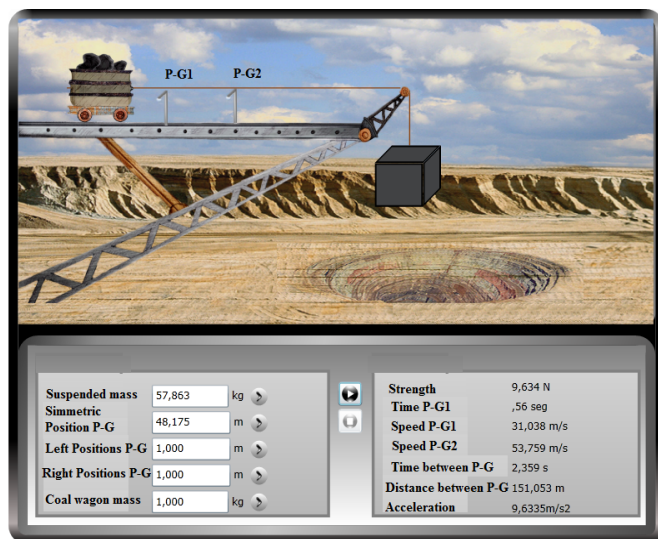 P-G1 P-G2
Suspended mass 57,863 kg
Simmetric
Position P-G 48,175 m
Left Positions P-G 1,000 m
Right Positions P-G 1,000 m
Coal wagon mass 1,000 kg
Strength 9,634 N
Time P-G1 ,56 seg
Speed P-G1 31,038 m/s
Speed P-G2 53,759 m/s
Time between P-G 2,359 s
Distance between P-G 151,053 m
Acceleration 9,6335m/s2